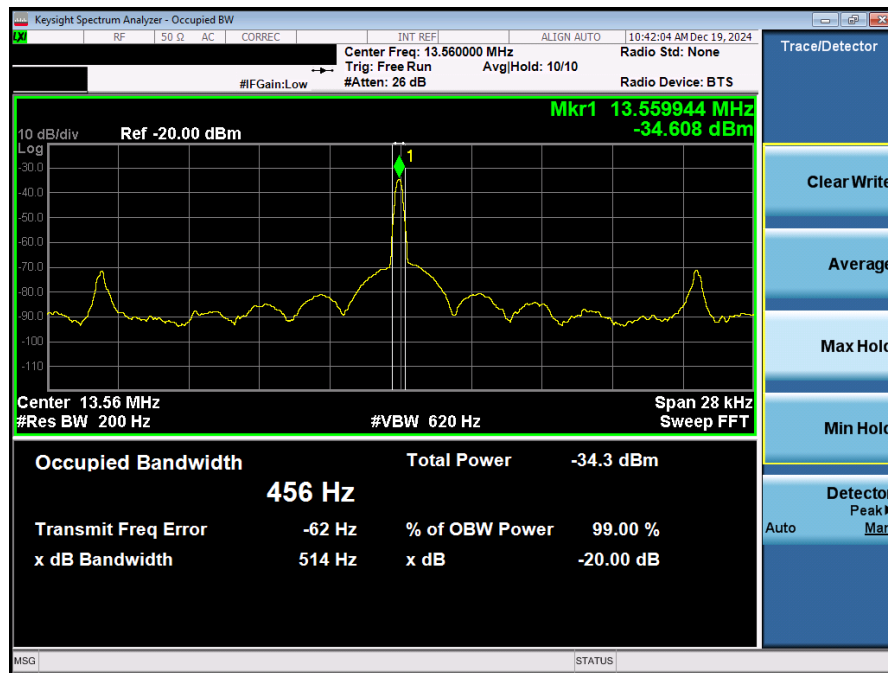 Keysight Spectrum Analyzer - Occupied BW
LXI RF 50 Ω AC CORREC INT REF ALIGN AUTO 10:42:04 AM Dec 19, 2024
Center Freq: 13.560000 MHz Radio Std: None
Trig: Free Run Avg|Hold: 10/10
#IFGain:Low #Atten: 26 dB Radio Device: BTS
Trace/Detector
Mkr1 13.559944 MHz
10 dB/div Ref -20.00 dBm -34.608 dBm
Log
1
-30.0
-40.0
-50.0
-60.0
-70.0
-80.0
-90.0
-100
-110
Center 13.56 MHz Span 28 kHz
#Res BW 200 Hz #VBW 620 Hz Sweep FFT
Occupied Bandwidth Total Power -34.3 dBm
456 Hz
Transmit Freq Error -62 Hz % of OBW Power 99.00 %
x dB Bandwidth 514 Hz x dB -20.00 dB
Clear Write
Average
Max Hold
Min Hold
Detector
Peak
Auto Man
MSG STATUS